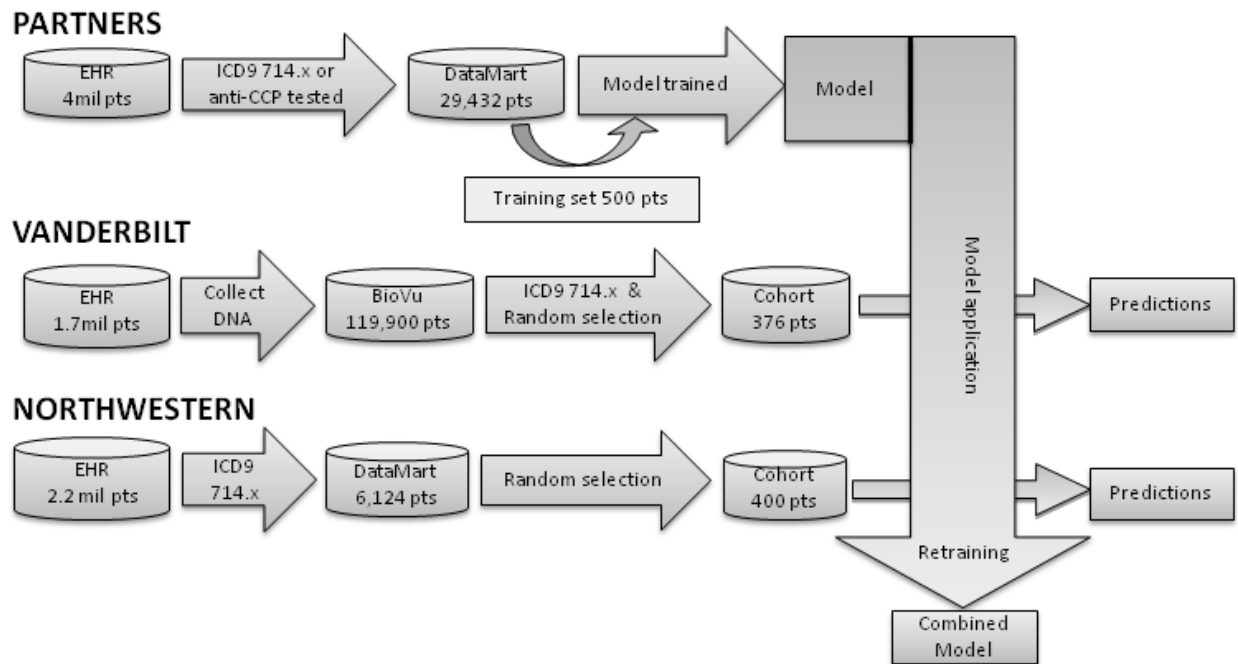 PARTNERS
EHR
4mil pts
ICD9 714.x or
anti-CCP tested
DataMart
29,432 pts
Model trained
Model
Training set 500 pts
VANDERBILT
EHR
1.7mil pts
Collect
DNA
BioVu
119,900 pts
ICD9 714.x &
Random selection
Cohort
376 pts
Model application
Predictions
NORTHWESTERN
EHR
2.2 mil pts
ICD9
714.x
DataMart
6,124 pts
Random selection
Cohort
400 pts
Predictions
Retraining
Combined
Model